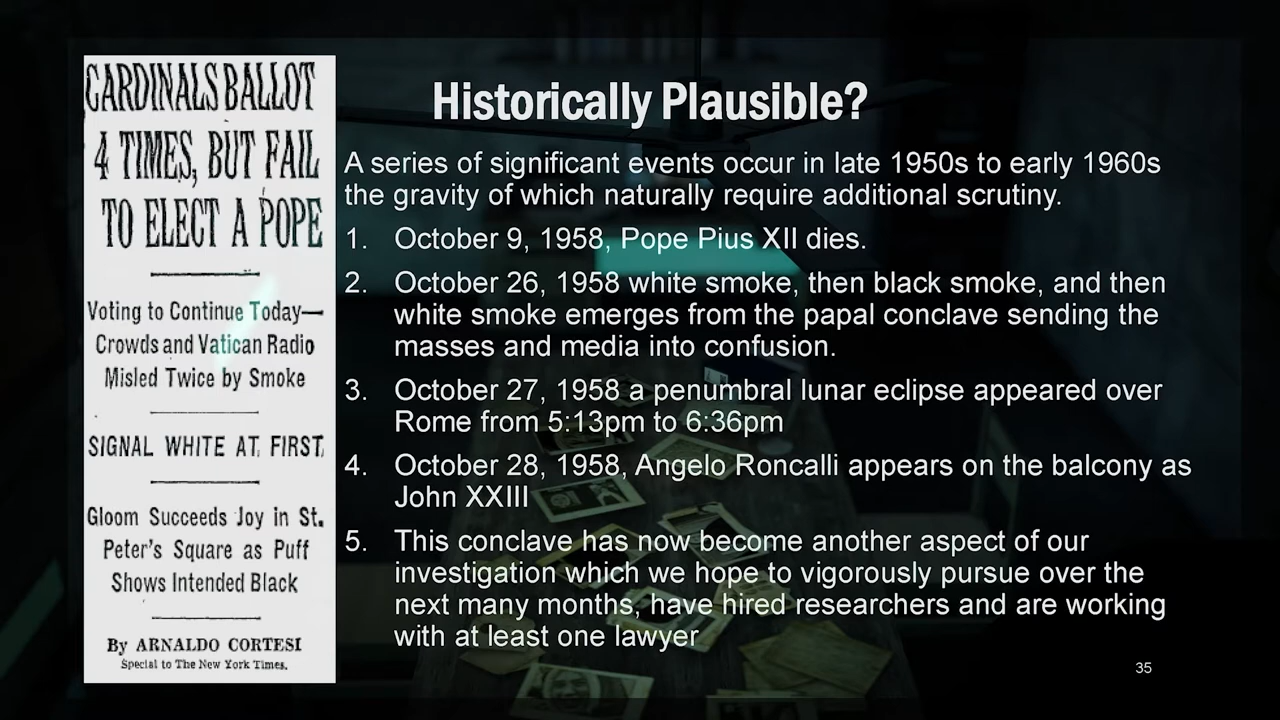 CARDINALS BALLOT
4 TIMES, BUT FAIL
TO ELECT A POPE
Voting to Continue Today—
Crowds and Vatican Radio
Misled Twice by Smoke
SIGNAL WHITE AT FIRST
Gloom Succeeds Joy in St.
Peter's Square as Puff
Shows Intended Black
By ARNALDO CORTESI
Special to The New York Times.
Historically Plausible?
A series of significant events occur in late 1950s to early 1960s
the gravity of which naturally require additional scrutiny.
1. October 9, 1958, Pope Pius XII dies.
2. October 26, 1958 white smoke, then black smoke, and then
white smoke emerges from the papal conclave sending the
masses and media into confusion.
3. October 27, 1958 a penumbral lunar eclipse appeared over
Rome from 5:13pm to 6:36pm
4. October 28, 1958, Angelo Roncalli appears on the balcony as
John XXIII
5. This conclave has now become another aspect of our
investigation which we hope to vigorously pursue over the
next many months, have hired researchers and are working
with at least one lawyer
35